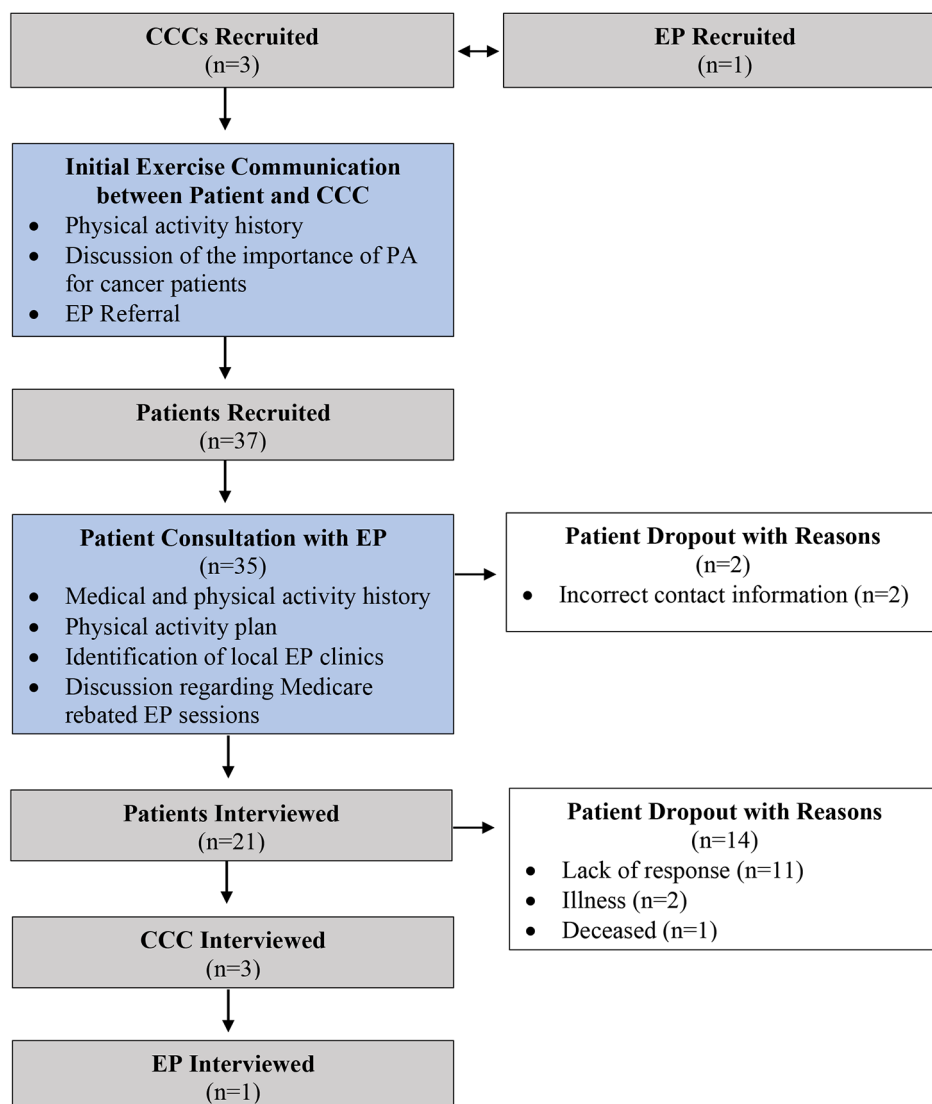 CCCs Recruited
(n=3)
EP Recruited
(n=1)
Initial Exercise Communication
between Patient and CCC
• Physical activity history
• Discussion of the importance of PA
for cancer patients
• EP Referral
Patients Recruited
(n=37)
Patient Consultation with EP
(n=35)
• Medical and physical activity history
• Physical activity plan
• Identification of local EP clinics
• Discussion regarding Medicare
rebated EP sessions
Patient Dropout with Reasons
(n=2)
• Incorrect contact information (n=2)
Patients Interviewed
(n=21)
Patient Dropout with Reasons
(n=14)
• Lack of response (n=11)
• Illness (n=2)
• Deceased (n=1)
CCC Interviewed
(n=3)
EP Interviewed
(n=1)